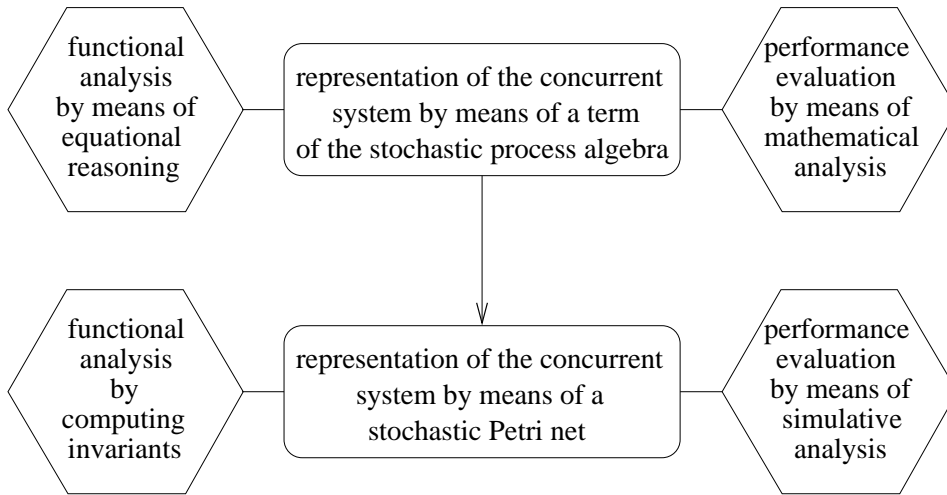 functional
analysis
by means of
equational
reasoning
representation of the concurrent
system by means of a term
of the stochastic process algebra
performance
evaluation
by means of
mathematical
analysis
functional
analysis
by
computing
invariants
representation of the concurrent
system by means of a
stochastic Petri net
performance
evaluation
by means of
simulative
analysis